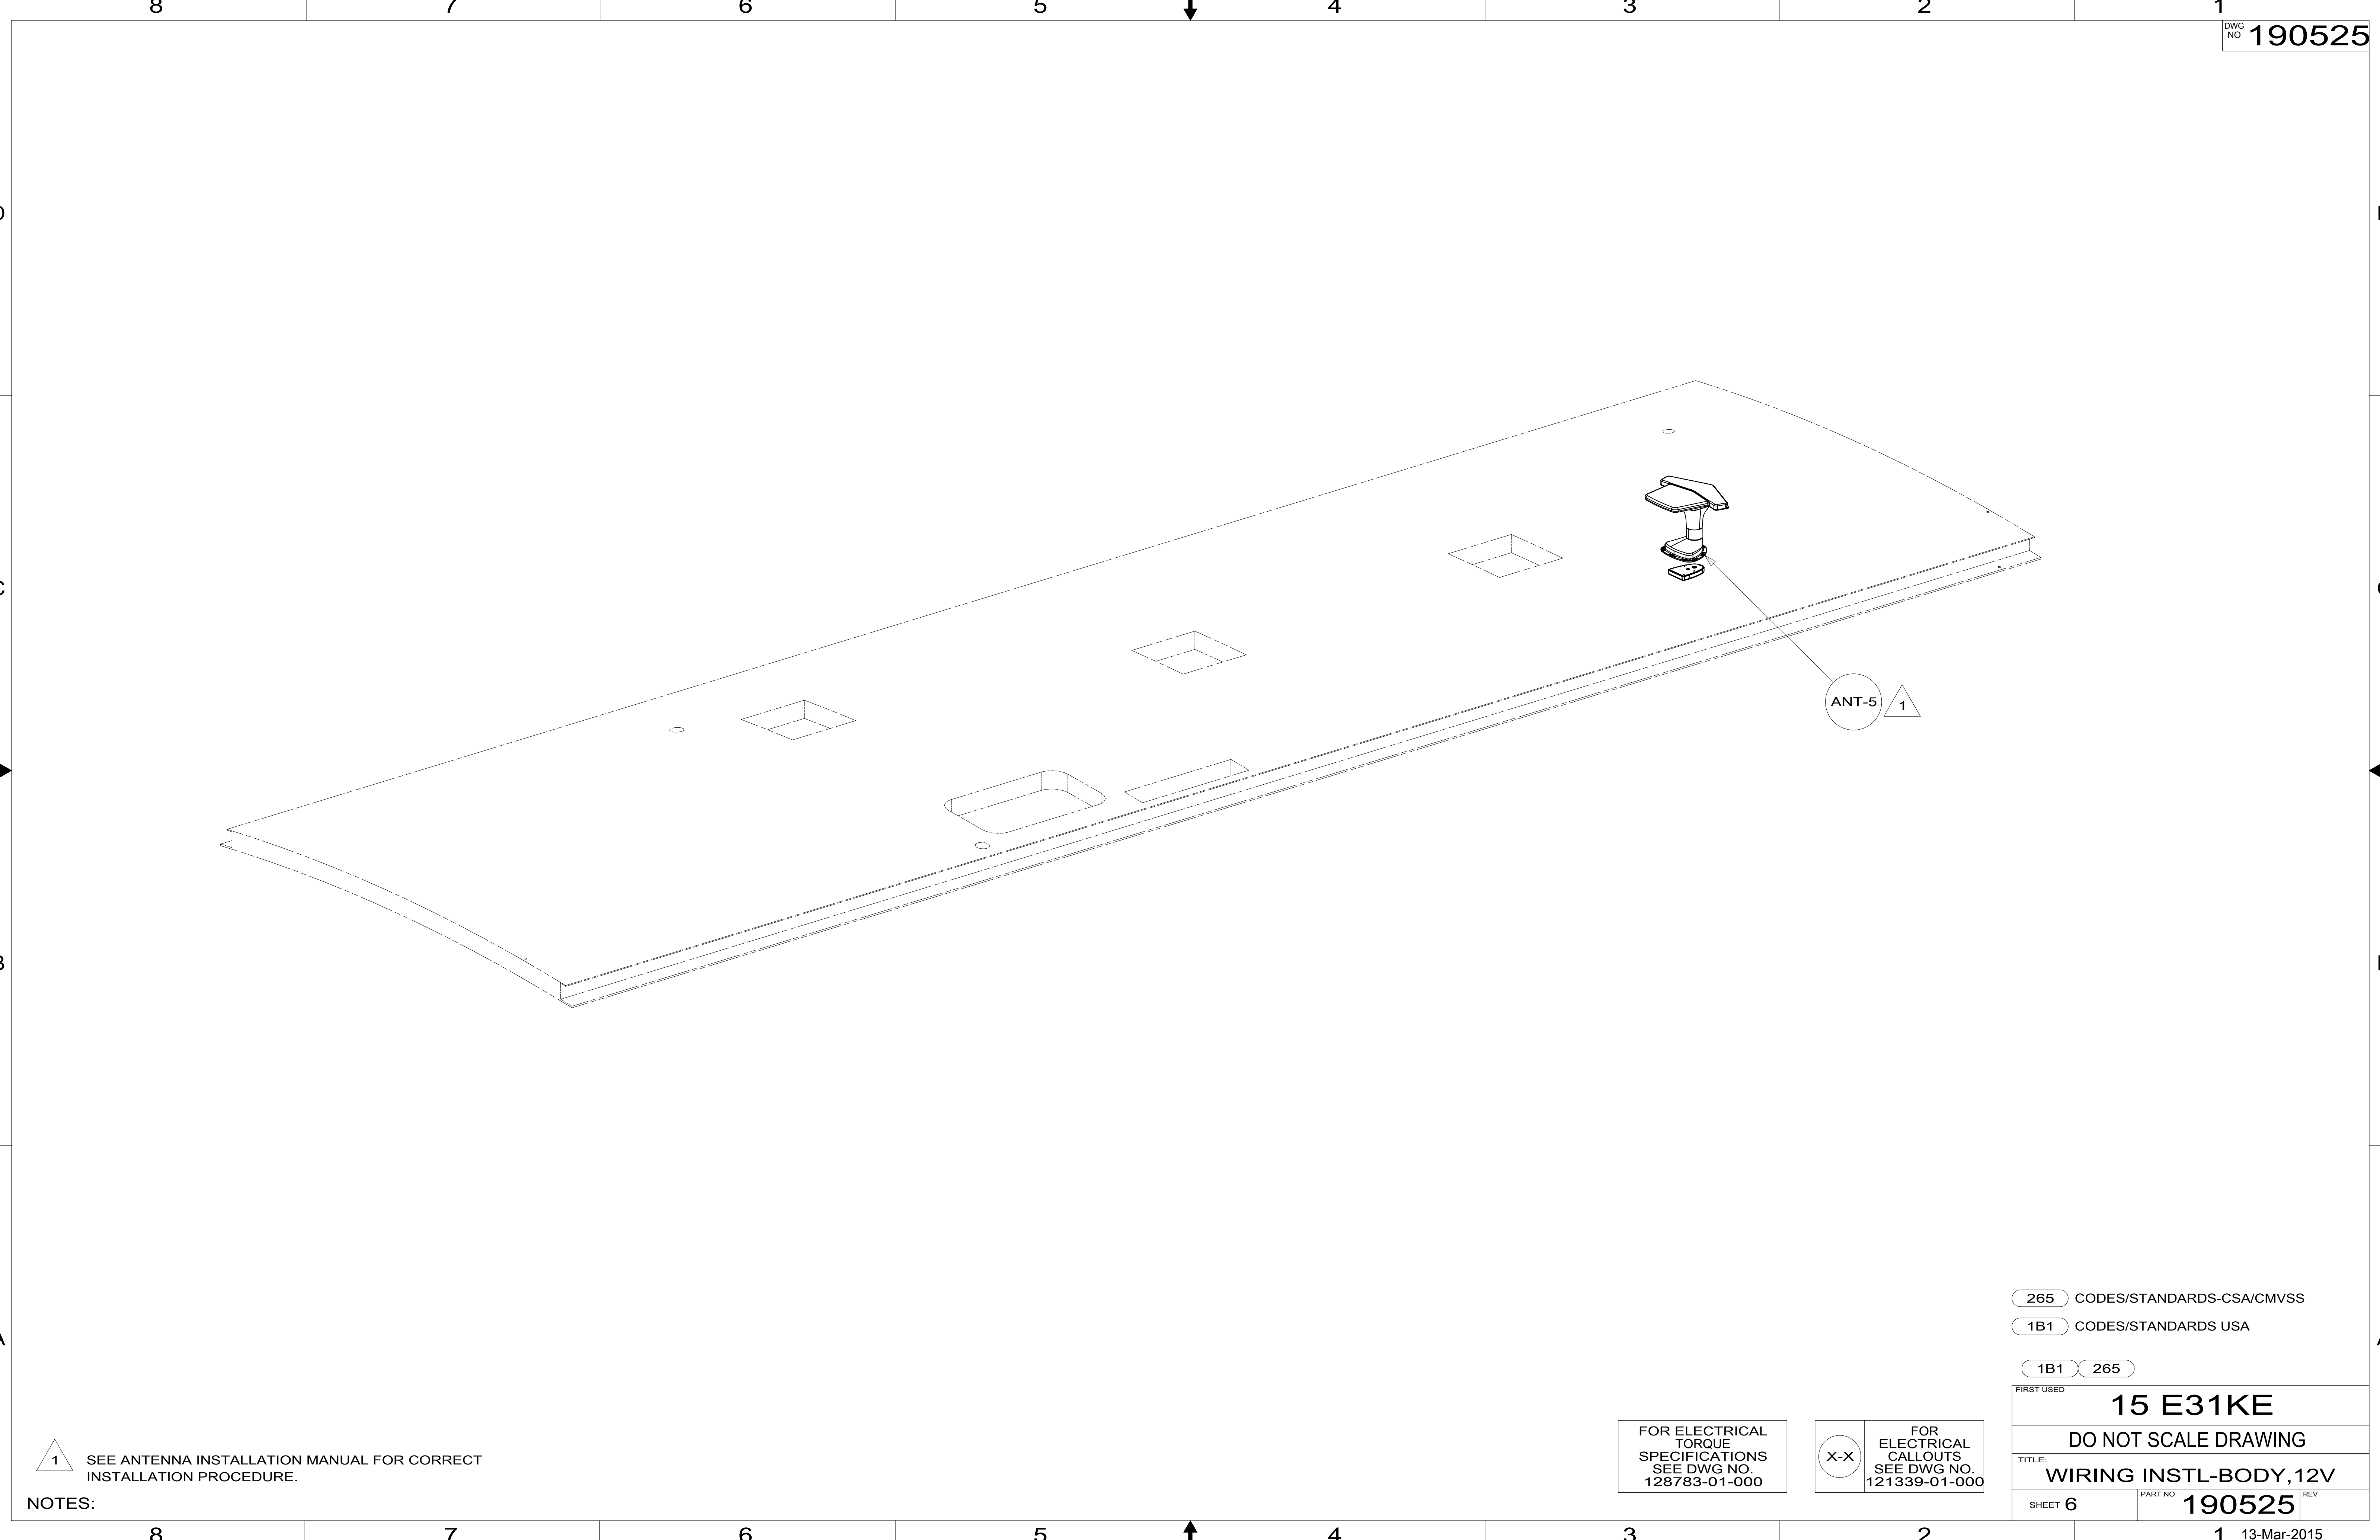 8 7 6 5 4 3 2 1
DWG
NO
190525
D
C
ANT-5
1
B
265 CODES/STANDARDS-CSA/CMVSS
A
1B1 CODES/STANDARDS USA
1B1 265
FIRST USED
15 E31KE
DO NOT SCALE DRAWING
TITLE:
WIRING INSTL-BODY,12V
SHEET 6
PART NO
190525
REV
FOR ELECTRICAL
TORQUE
SPECIFICATIONS
SEE DWG NO.
128783-01-000
X-X
FOR
ELECTRICAL
CALLOUTS
SEE DWG NO.
121339-01-000
1 SEE ANTENNA INSTALLATION MANUAL FOR CORRECT
INSTALLATION PROCEDURE.
NOTES:
8 7 6 5 4 3 2 1
13-Mar-2015